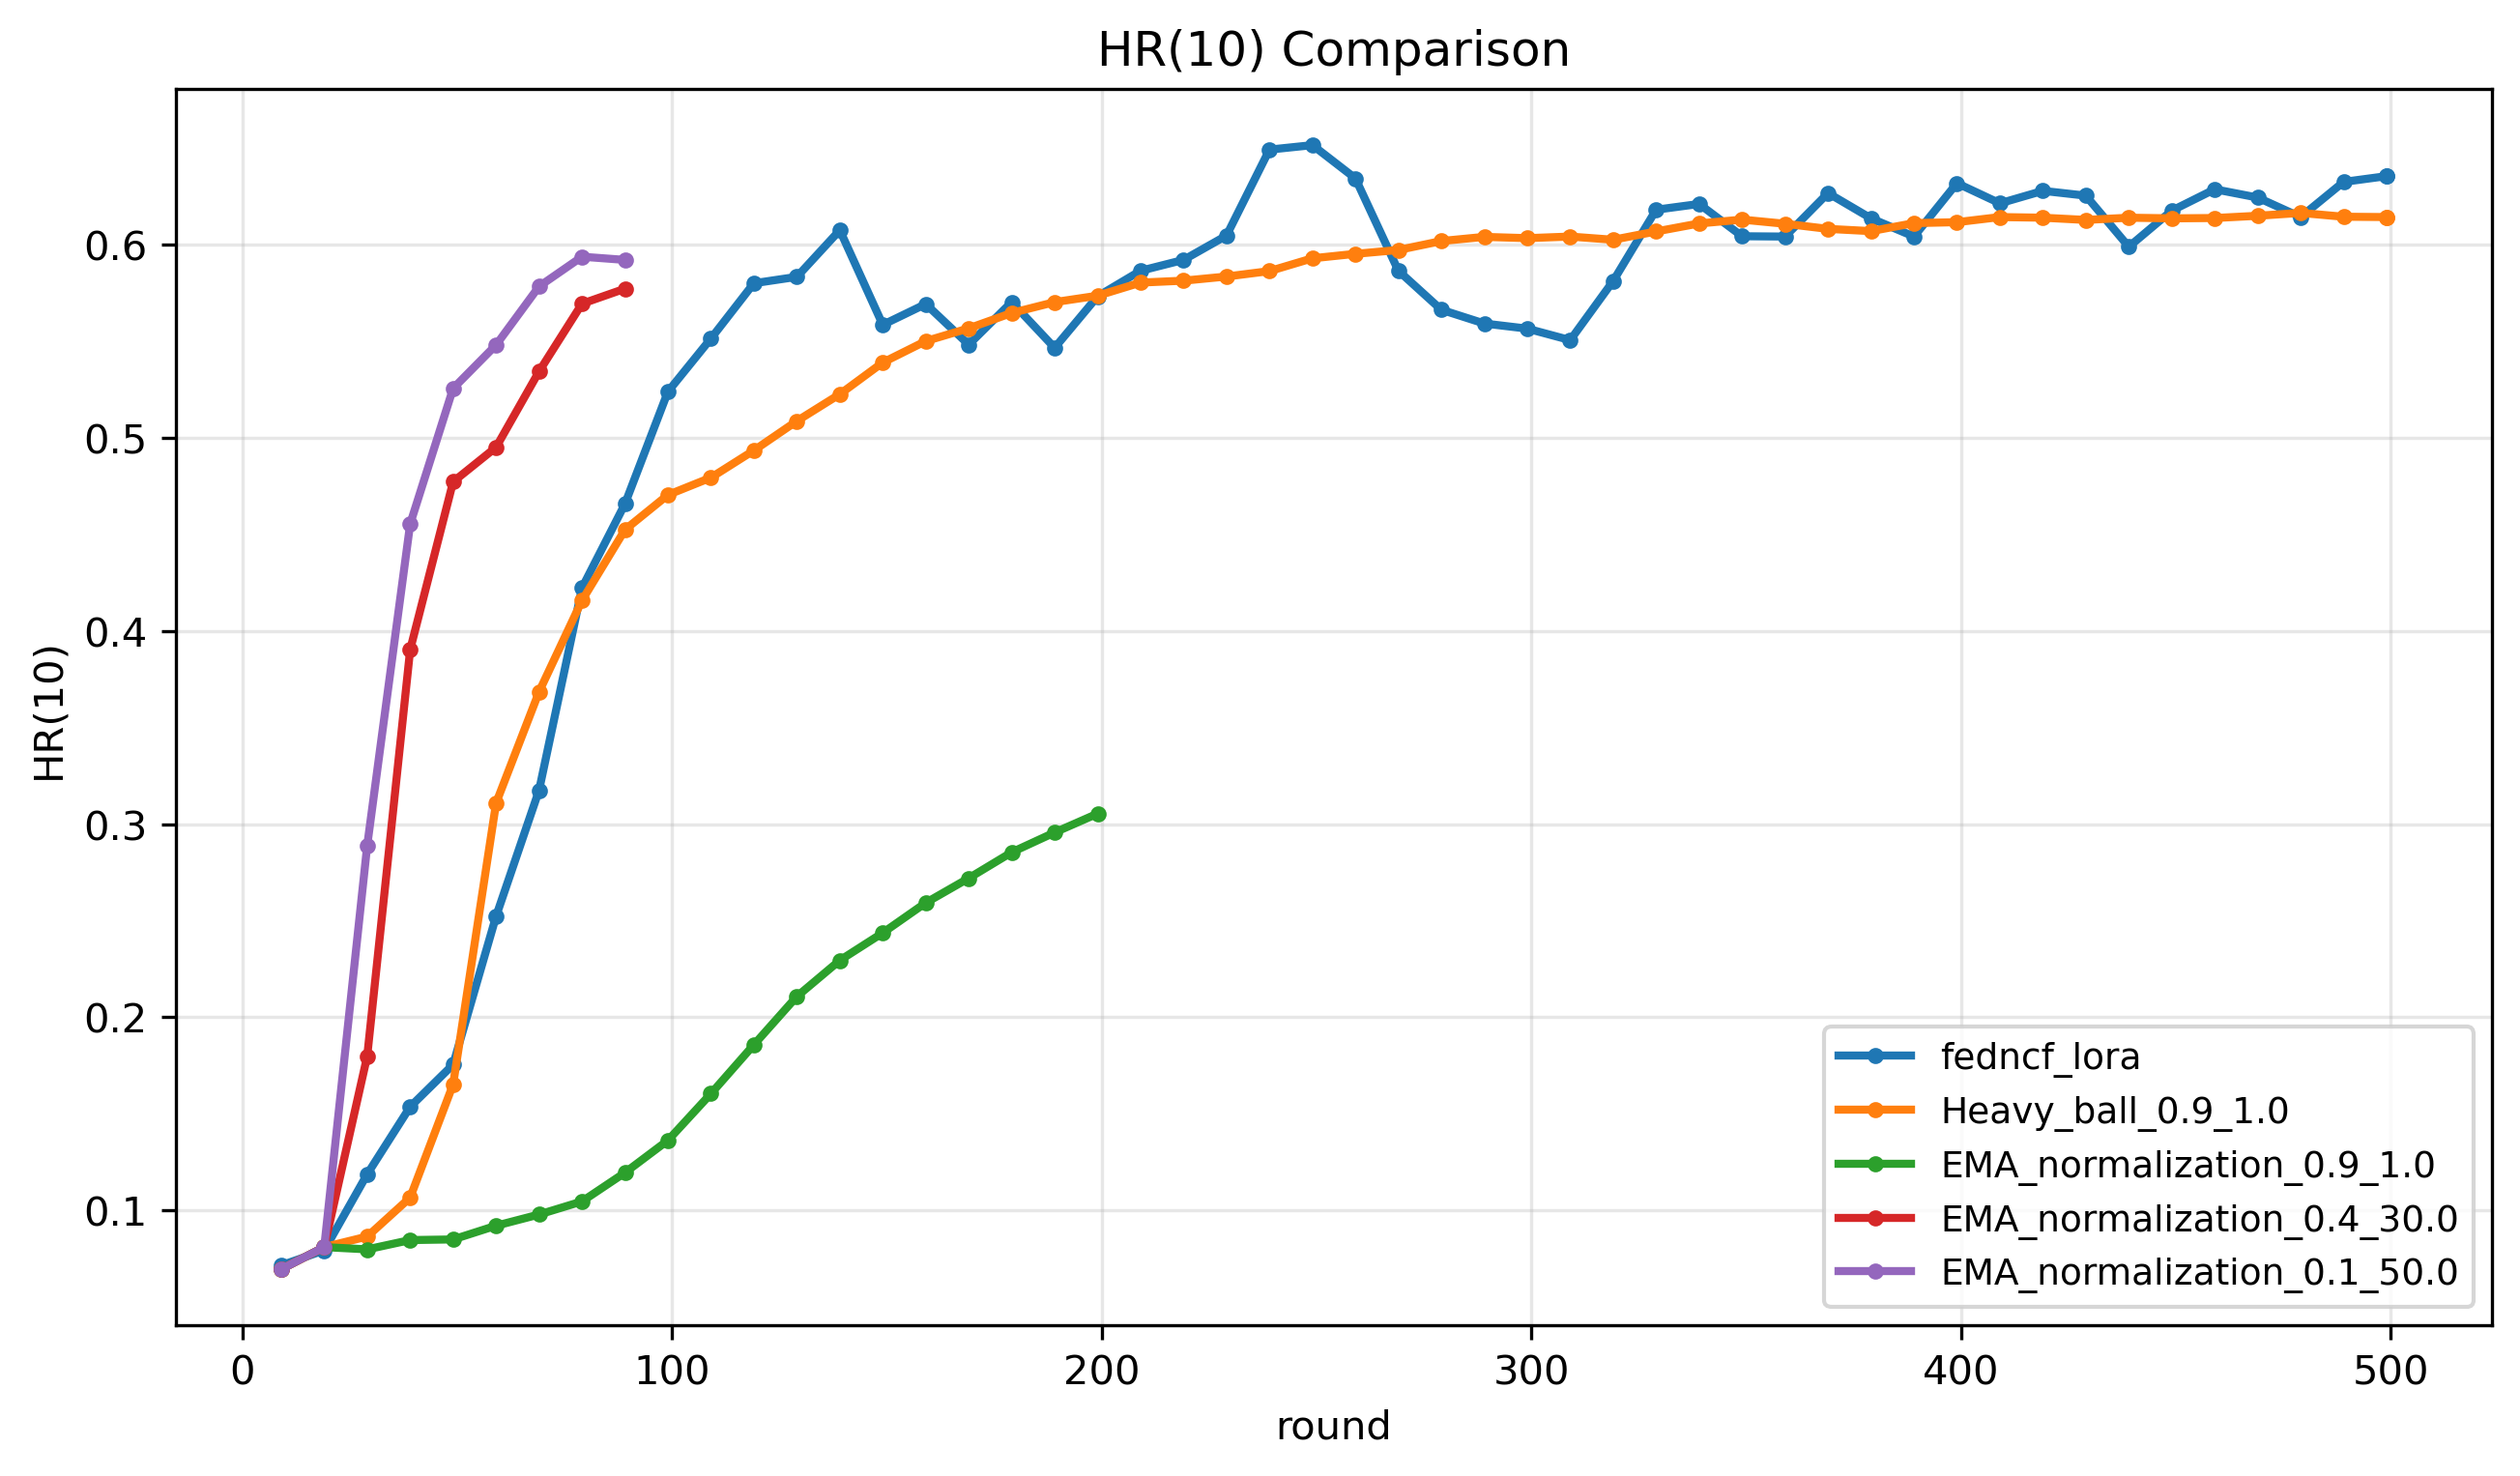 HR(10) Comparison
HR(10)
0.6
0.5
0.4
0.3
0.2
0.1
0 100 200 300 400 500
round
fedncf_lora
Heavy_ball_0.9_1.0
EMA_normalization_0.9_1.0
EMA_normalization_0.4_30.0
EMA_normalization_0.1_50.0